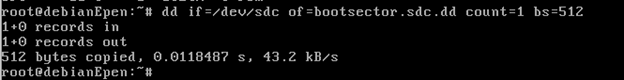 root@debianEpen:~# dd if=/dev/sdc of=bootsector.sdc.dd count=1 bs=512
1+0 records in
1+0 records out
512 bytes copied, 0.0118487 s, 43.2 kB/s
root@debianEpen:~#